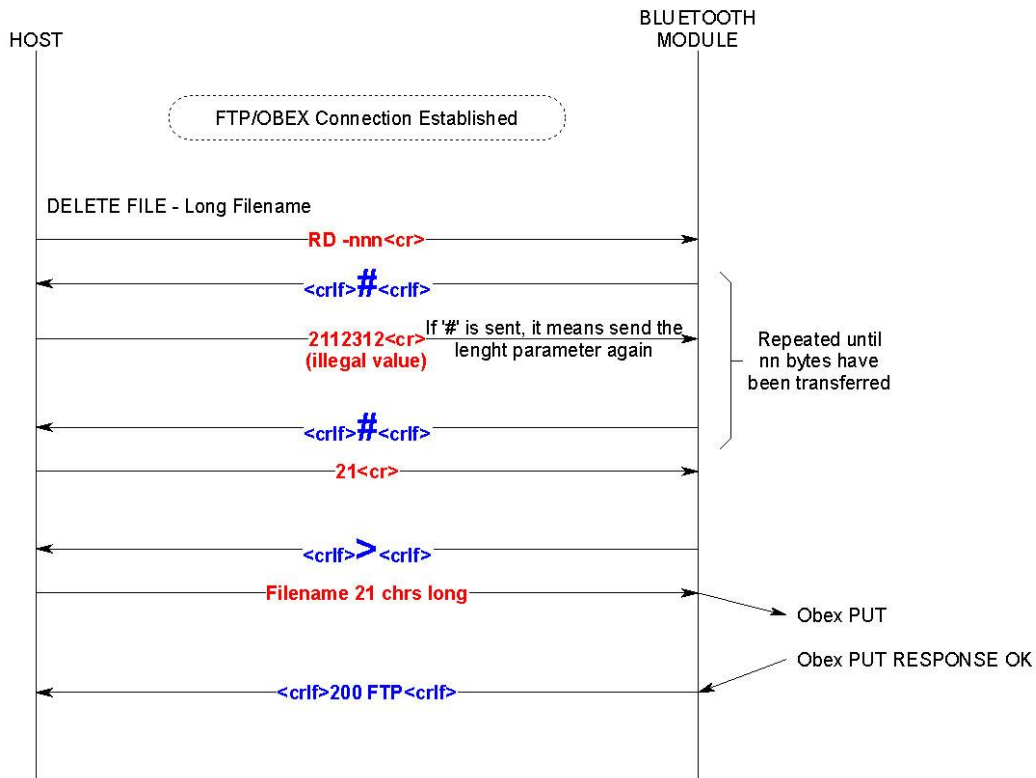 HOST
BLUETOOTH
MODULE
FTP/OBEX Connection Established
DELETE FILE - Long Filename
RD -nnn<cr>
<crlf>#<crlf>
2112312<cr>
(illegal value)
If '#' is sent, it means send the
lenght parameter again
Repeated until
nn bytes have
been transferred
<crlf>#<crlf>
21<cr>
<crlf>><crlf>
Filename 21 chrs long
Obex PUT
Obex PUT RESPONSE OK
<crlf>200 FTP<crlf>